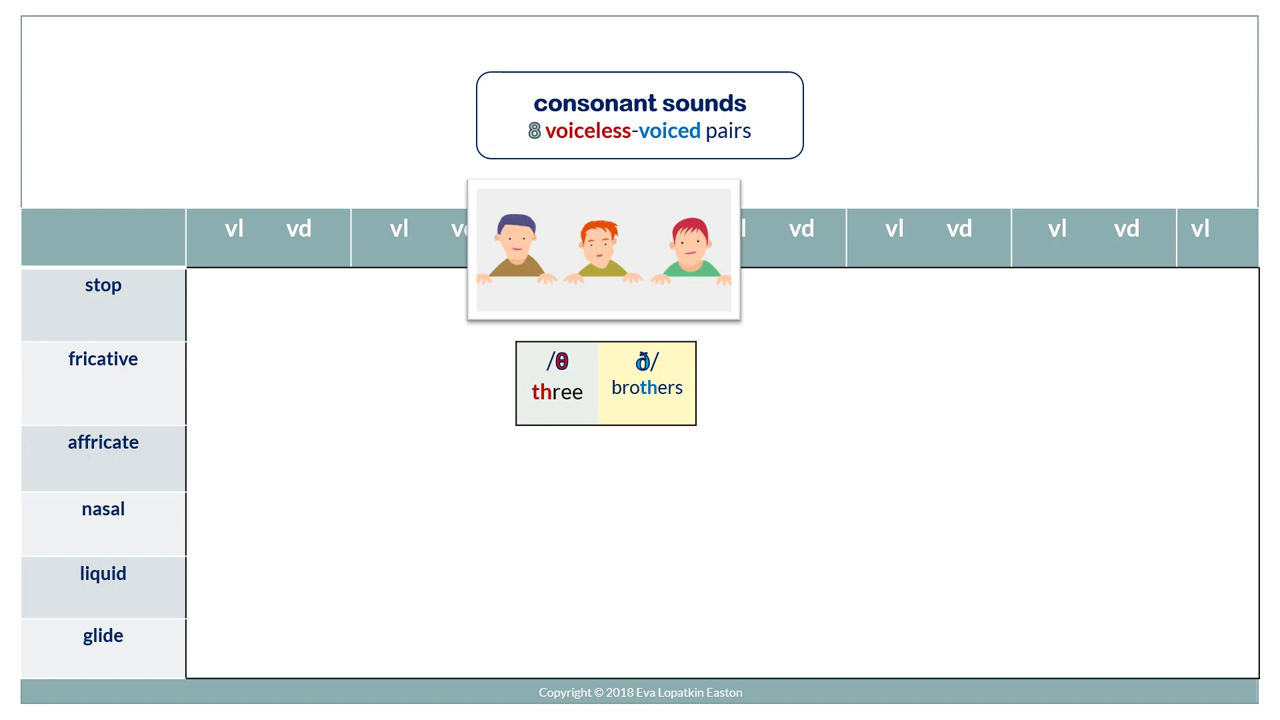 consonant sounds
8 voiceless-voiced pairs
vl vd vl vd vl vd vl vd vl
stop
fricative
/θ ð/
three brothers
affricate
nasal
liquid
glide
Copyright © 2018 Eva Lopatkin Easton